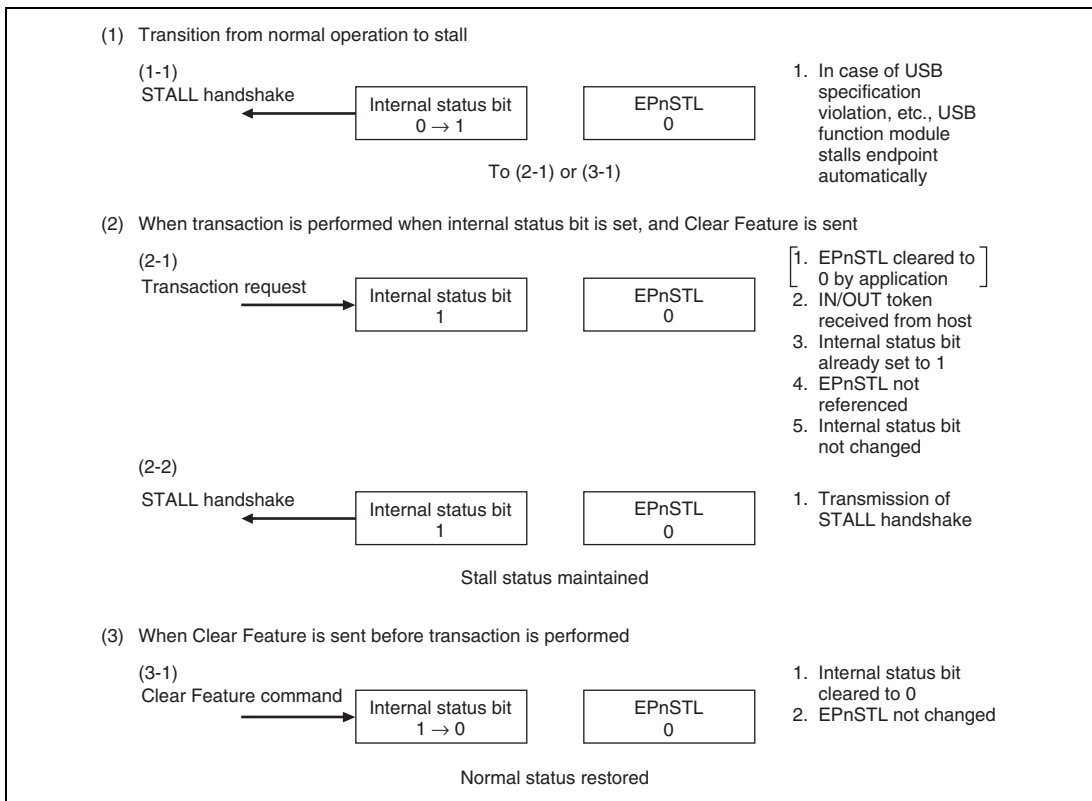 (1) Transition from normal operation to stall
(1-1)
STALL handshake
Internal status bit
0 → 1
EPnSTL
0
1. In case of USB
specification
violation, etc., USB
function module
stalls endpoint
automatically
To (2-1) or (3-1)
(2) When transaction is performed when internal status bit is set, and Clear Feature is sent
(2-1)
Transaction request
Internal status bit
1
EPnSTL
0
1. EPnSTL cleared to
0 by application
2. IN/OUT token
received from host
3. Internal status bit
already set to 1
4. EPnSTL not
referenced
5. Internal status bit
not changed
(2-2)
STALL handshake
Internal status bit
1
EPnSTL
0
1. Transmission of
STALL handshake
Stall status maintained
(3) When Clear Feature is sent before transaction is performed
(3-1)
Clear Feature command
Internal status bit
1 → 0
EPnSTL
0
1. Internal status bit
cleared to 0
2. EPnSTL not changed
Normal status restored